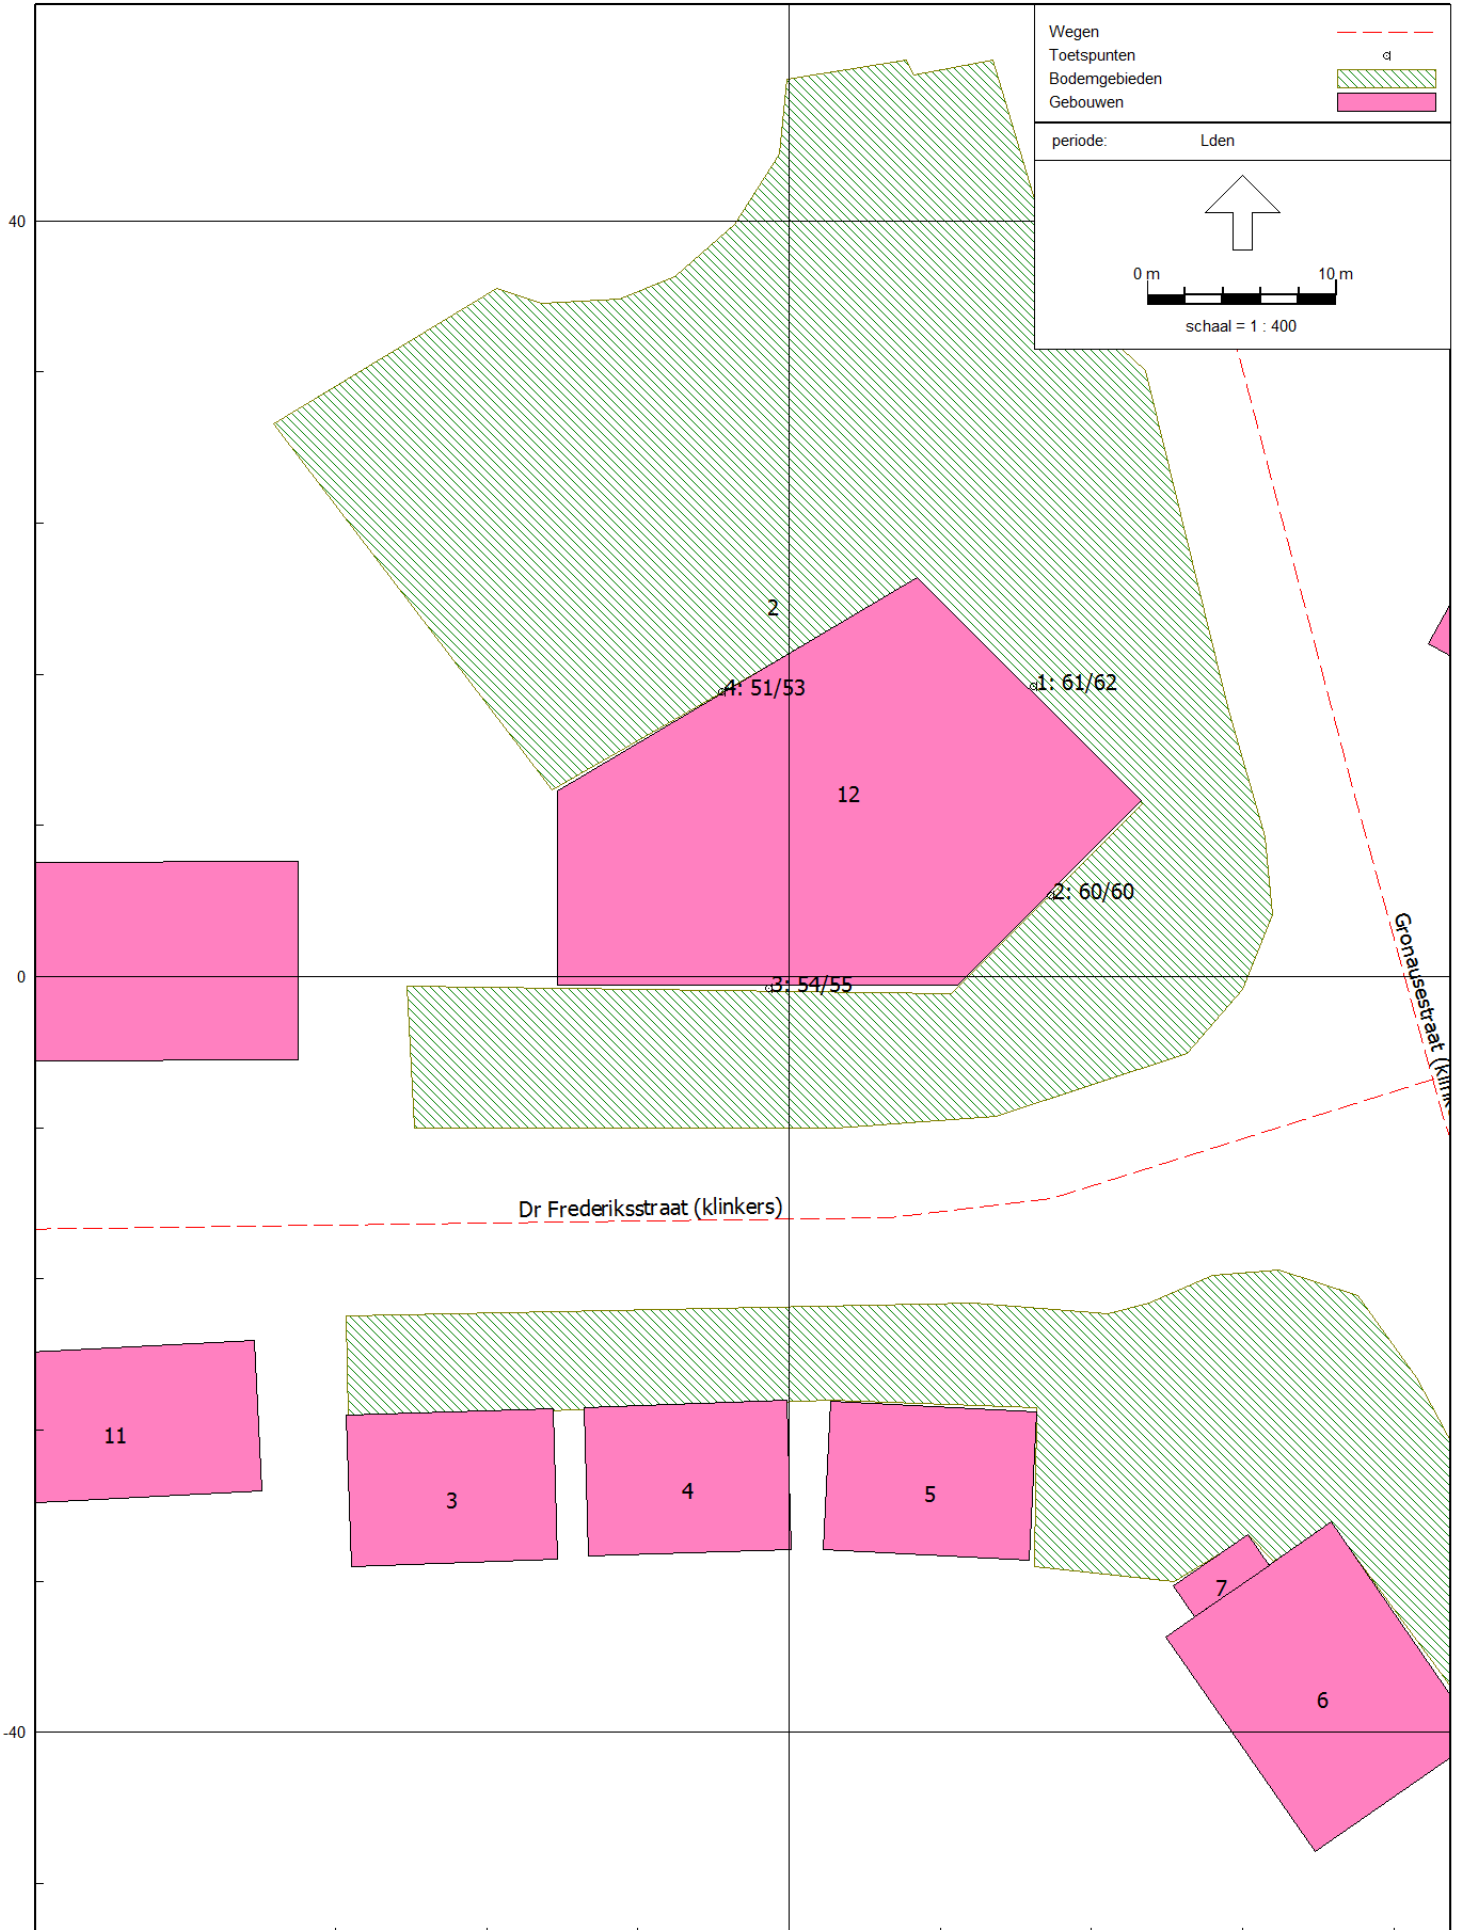 Wegen
Toetspunten
Bodemgebieden
Gebouwen
periode: Lden
0 m 10 m
schaal = 1 : 400
40
2
4: 51/53
1: 61/62
12
2: 60/60
Gronausestraat
0
3: 54/55
Dr Frederiksstraat (klinkers)
11
3
4
5
7
6
-40